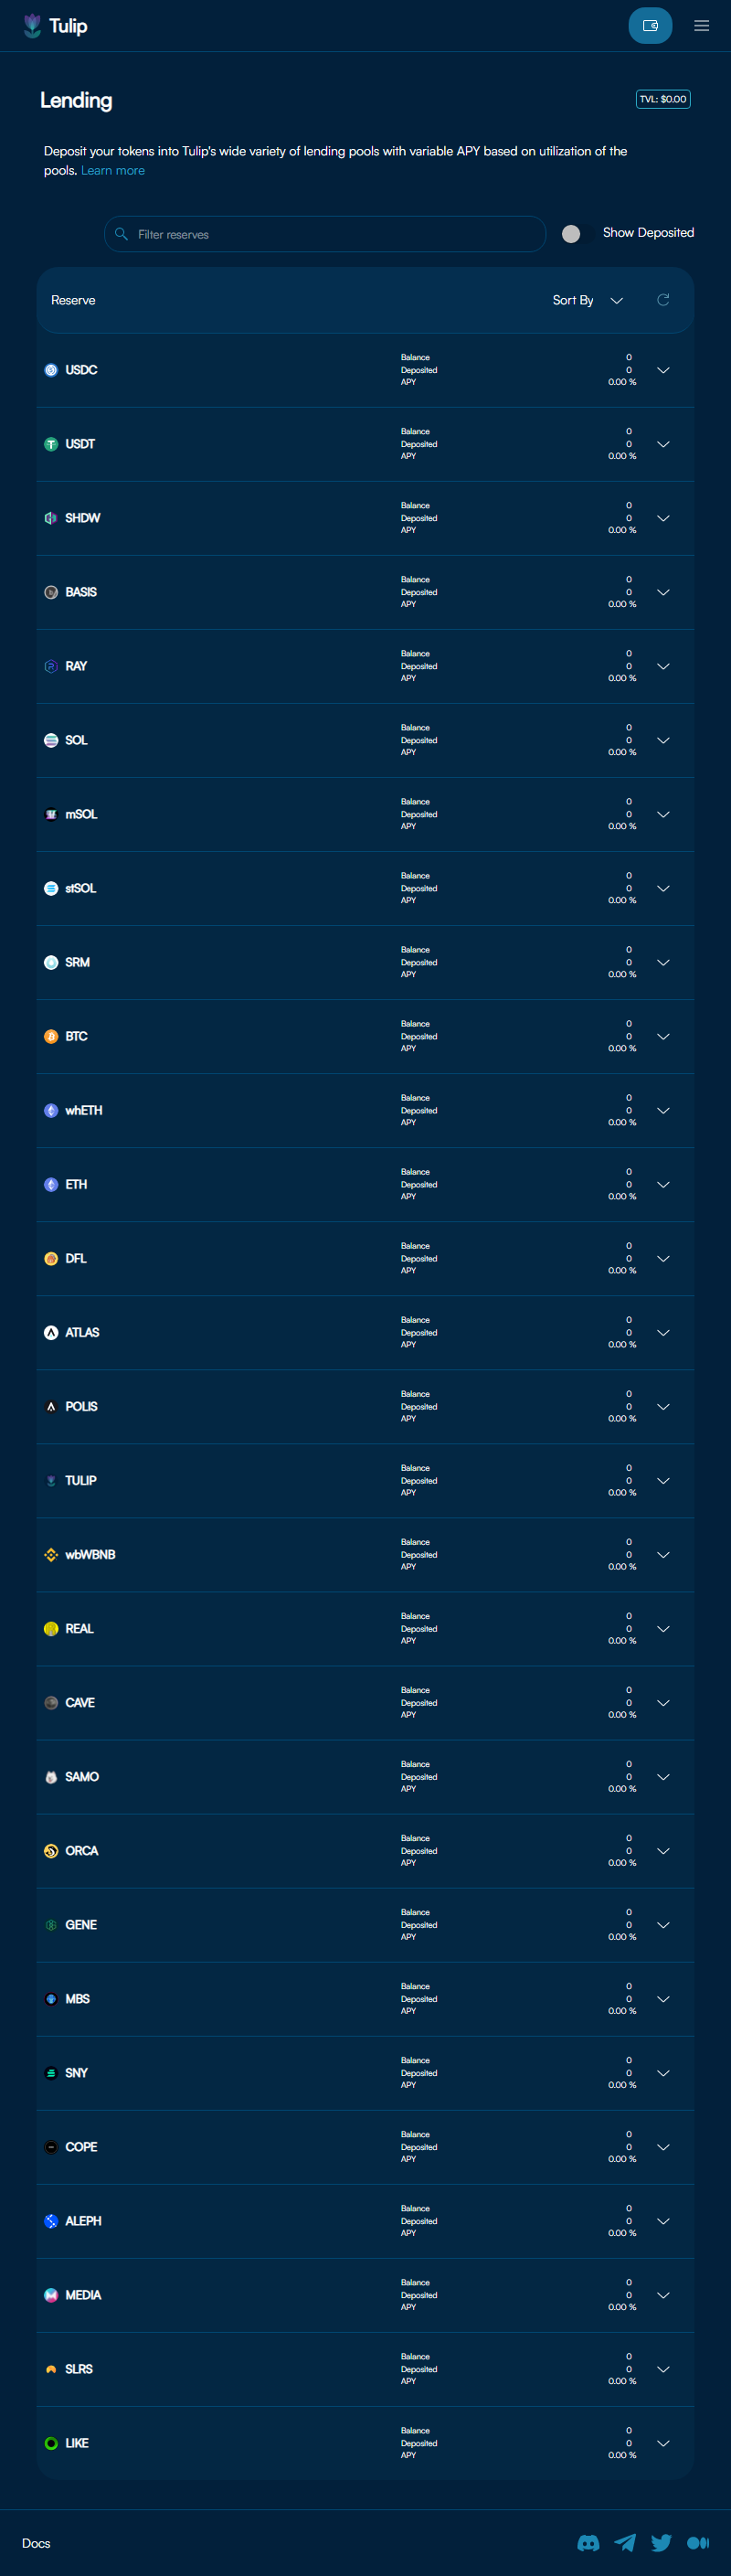 Tulip
Lending
TVL: $0.00
Deposit your tokens into Tulip's wide variety of lending pools with variable APY based on utilization of the
pools. Learn more
Filter reserves
Show Deposited
Reserve
Sort By
USDC
Balance 0
Deposited 0
APY 0.00 %
USDT
Balance 0
Deposited 0
APY 0.00 %
SHDW
Balance 0
Deposited 0
APY 0.00 %
BASIS
Balance 0
Deposited 0
APY 0.00 %
RAY
Balance 0
Deposited 0
APY 0.00 %
SOL
Balance 0
Deposited 0
APY 0.00 %
mSOL
Balance 0
Deposited 0
APY 0.00 %
stSOL
Balance 0
Deposited 0
APY 0.00 %
SRM
Balance 0
Deposited 0
APY 0.00 %
BTC
Balance 0
Deposited 0
APY 0.00 %
whETH
Balance 0
Deposited 0
APY 0.00 %
ETH
Balance 0
Deposited 0
APY 0.00 %
DFL
Balance 0
Deposited 0
APY 0.00 %
ATLAS
Balance 0
Deposited 0
APY 0.00 %
POLIS
Balance 0
Deposited 0
APY 0.00 %
TULIP
Balance 0
Deposited 0
APY 0.00 %
wbWBNB
Balance 0
Deposited 0
APY 0.00 %
REAL
Balance 0
Deposited 0
APY 0.00 %
CAVE
Balance 0
Deposited 0
APY 0.00 %
SAMO
Balance 0
Deposited 0
APY 0.00 %
ORCA
Balance 0
Deposited 0
APY 0.00 %
GENE
Balance 0
Deposited 0
APY 0.00 %
MBS
Balance 0
Deposited 0
APY 0.00 %
SNY
Balance 0
Deposited 0
APY 0.00 %
COPE
Balance 0
Deposited 0
APY 0.00 %
ALEPH
Balance 0
Deposited 0
APY 0.00 %
MEDIA
Balance 0
Deposited 0
APY 0.00 %
SLRS
Balance 0
Deposited 0
APY 0.00 %
LIKE
Balance 0
Deposited 0
APY 0.00 %
Docs